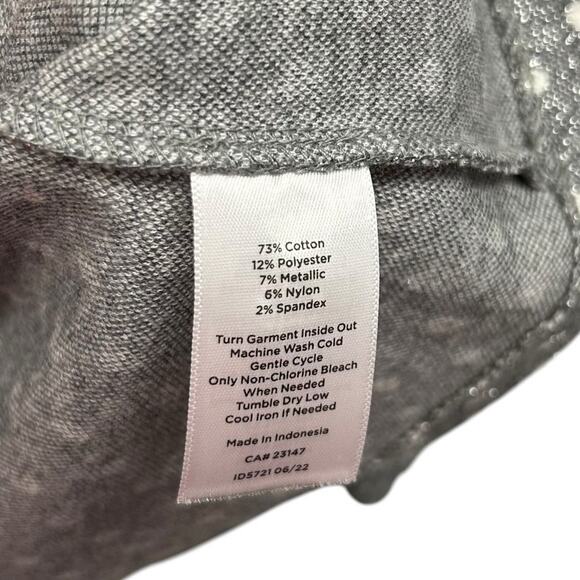 73% Cotton
12% Polyester
7% Metallic
6% Nylon
2% Spandex
Turn Garment Inside Out
Machine Wash Cold
Gentle Cycle
Only Non-Chlorine Bleach
When Needed
Tumble Dry Low
Cool Iron If Needed
Made in Indonesia
CA# 23147
ID5721 06/22